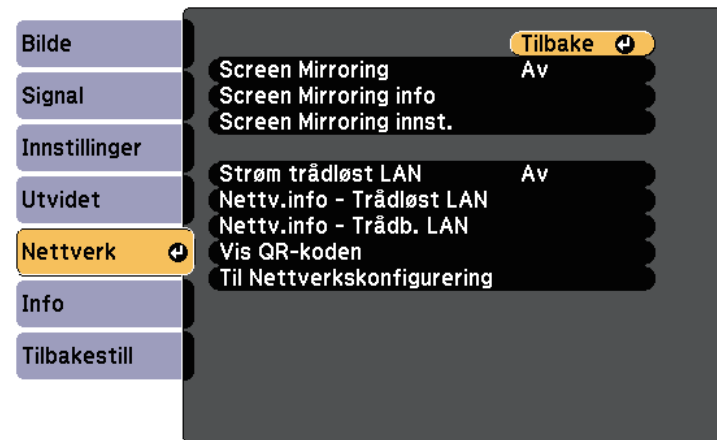 Bilde
Signal
Innstillinger
Utvidet
Nettverk
Info
Tilbakestill
Tilbake
Screen Mirroring Av
Screen Mirroring info
Screen Mirroring innst.
Strøm trådløst LAN Av
Nettv.info - Trådløst LAN
Nettv.info - Trådb. LAN
Vis QR-koden
Til Nettverkskonfigurering